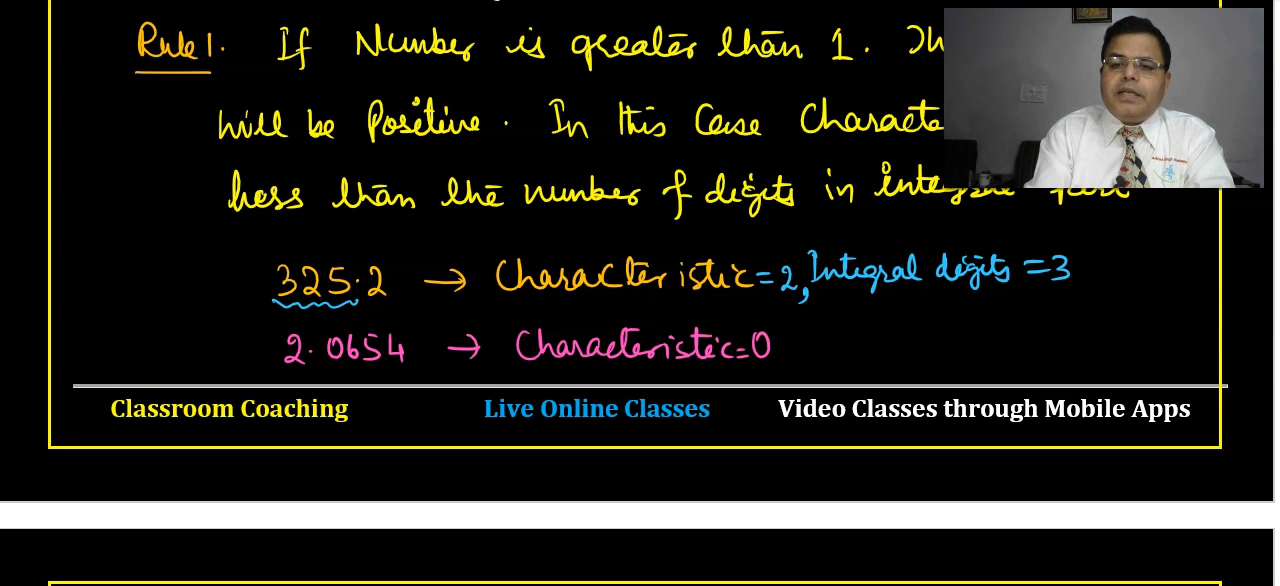 Rule 1. If Number is greater than 1.
will be Positive. In this Case
less than the number of digits in
325.2 → Characteristic = 2, Integral digits = 3
2.0654 → Characteristic = 0
Classroom Coaching Live Online Classes Video Classes through Mobile Apps